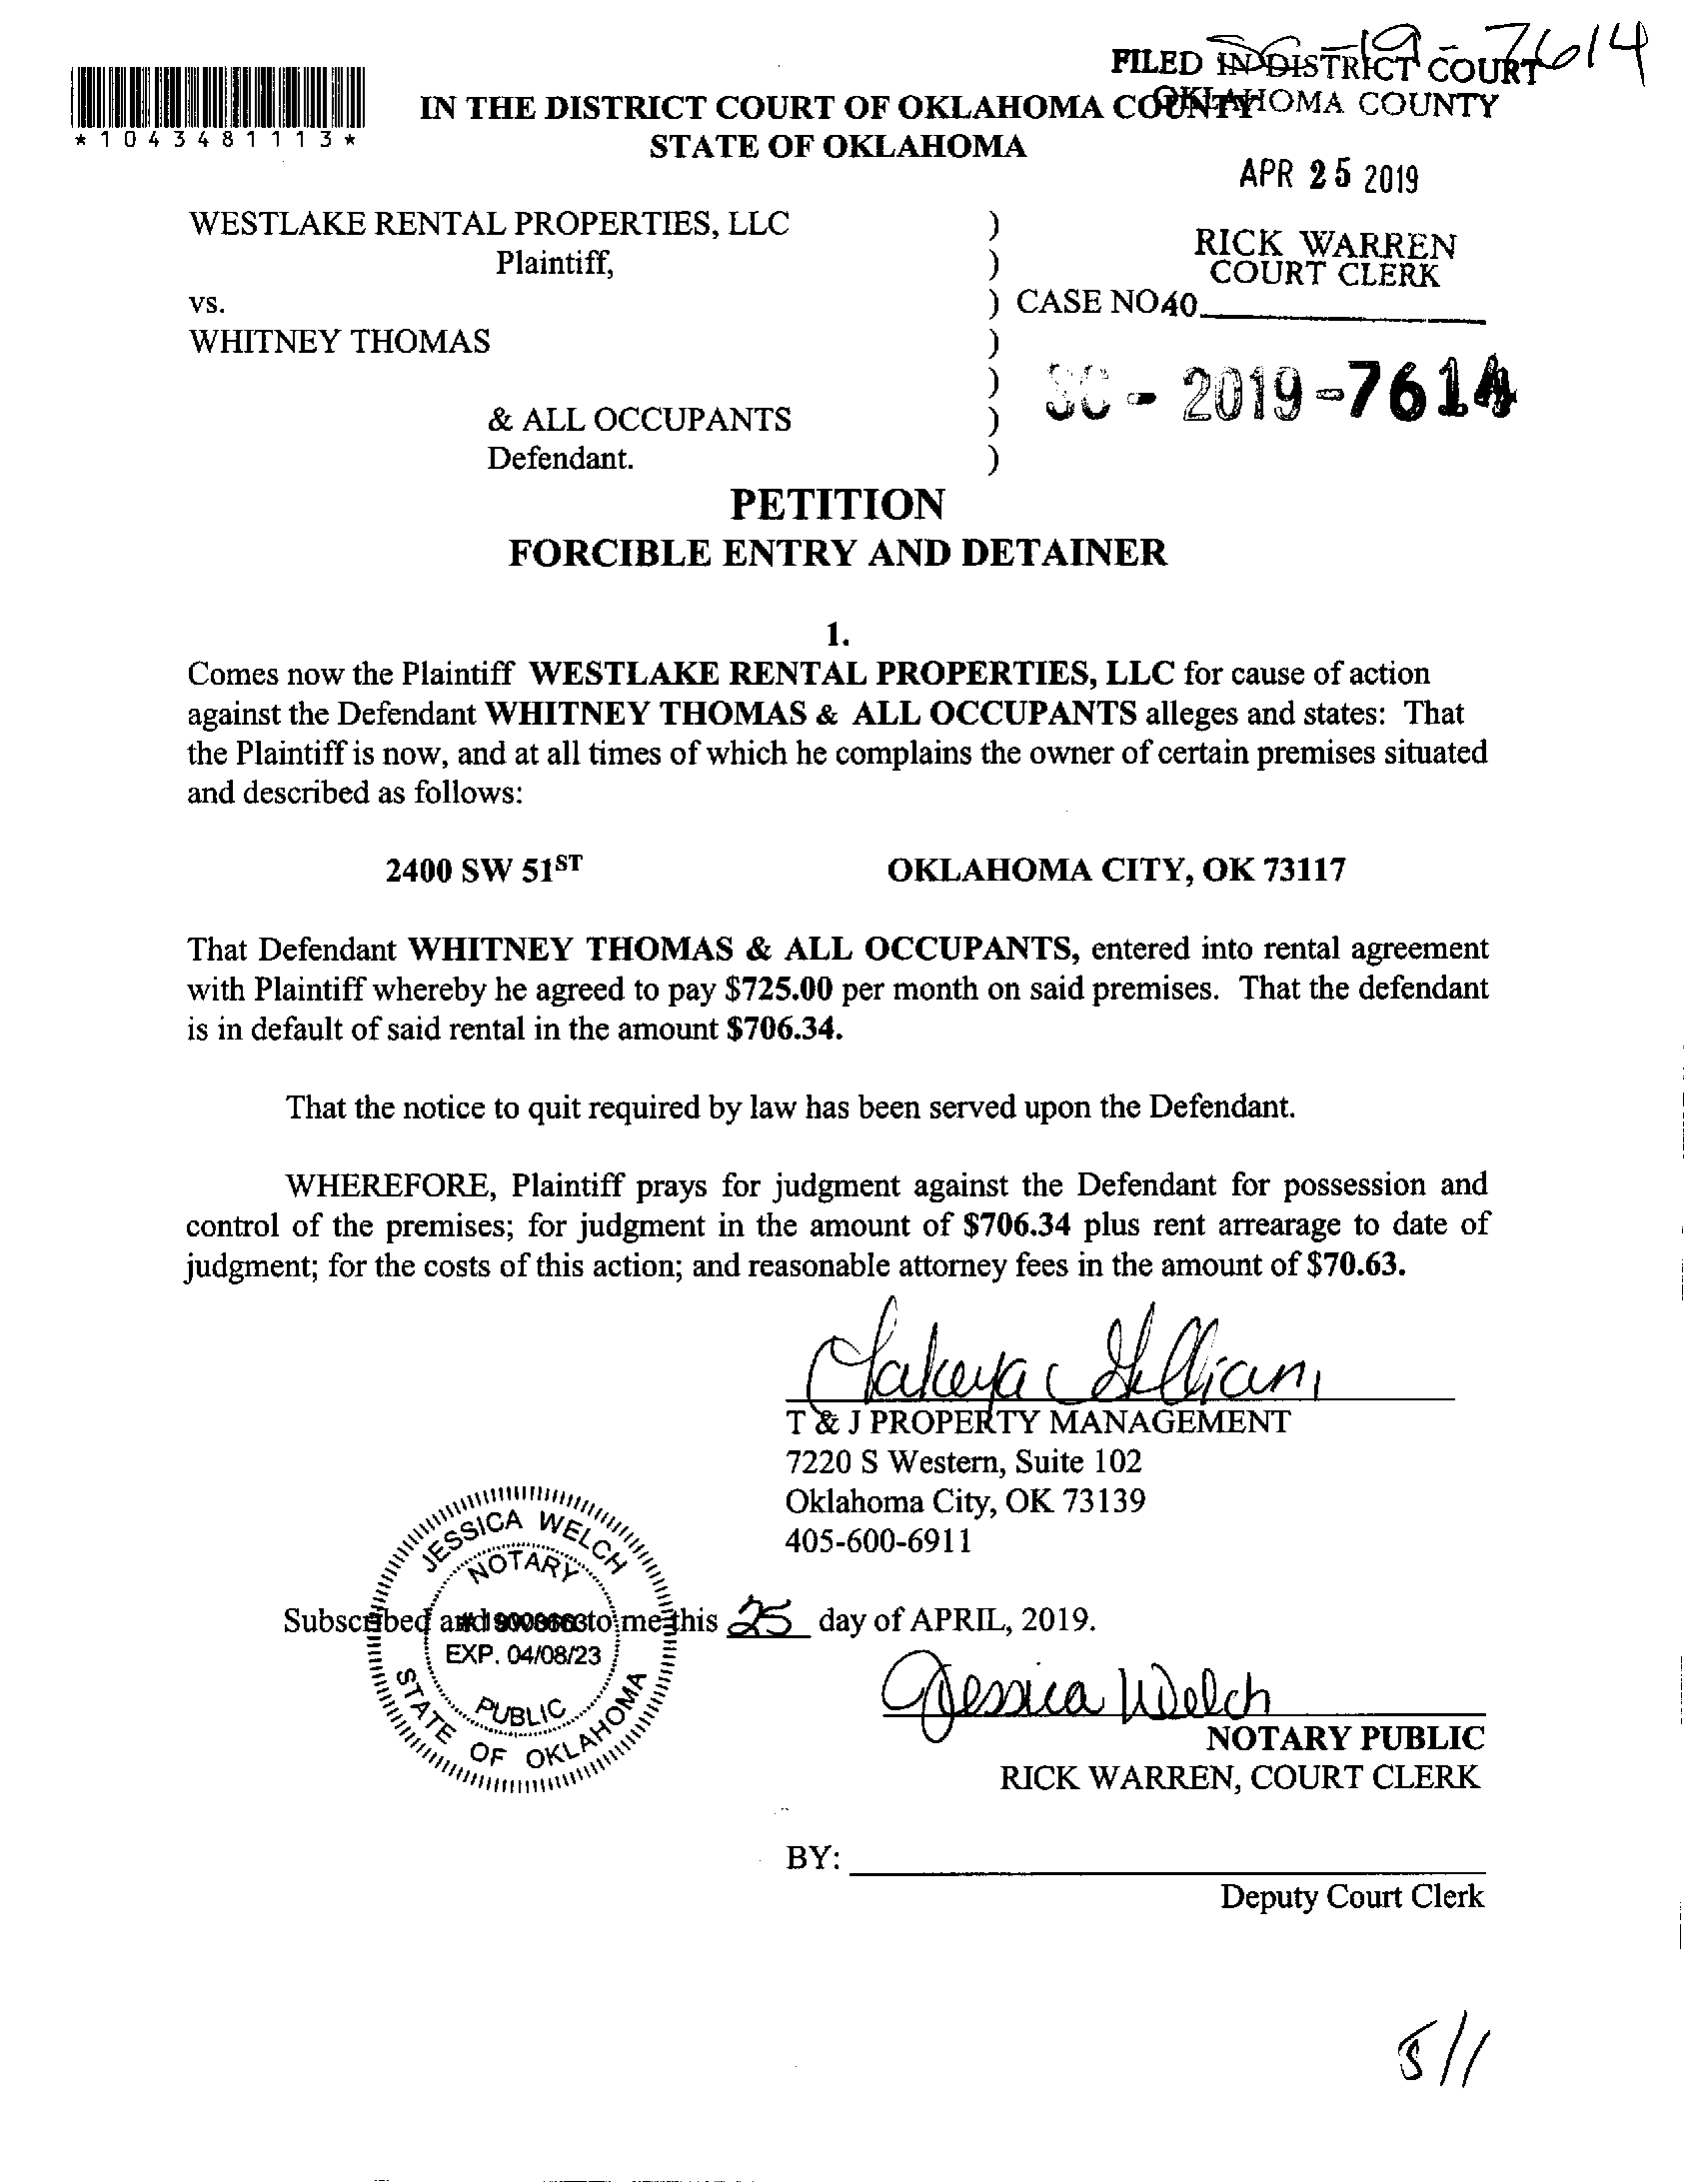 SC-19-7614
FILED IN DISTRICT COURT
OKLAHOMA COUNTY
*1043481113*
IN THE DISTRICT COURT OF OKLAHOMA COUNTY
STATE OF OKLAHOMA
APR 25 2019
WESTLAKE RENTAL PROPERTIES, LLC )
Plaintiff, )
RICK WARREN
COURT CLERK
vs. ) CASE NO 40
WHITNEY THOMAS )
) SC - 2019 - 7614
& ALL OCCUPANTS )
Defendant. )
PETITION
FORCIBLE ENTRY AND DETAINER
1.
Comes now the Plaintiff WESTLAKE RENTAL PROPERTIES, LLC for cause of action
against the Defendant WHITNEY THOMAS & ALL OCCUPANTS alleges and states: That
the Plaintiff is now, and at all times of which he complains the owner of certain premises situated
and described as follows:
2400 SW 51ST OKLAHOMA CITY, OK 73117
That Defendant WHITNEY THOMAS & ALL OCCUPANTS, entered into rental agreement
with Plaintiff whereby he agreed to pay $725.00 per month on said premises. That the defendant
is in default of said rental in the amount $706.34.
That the notice to quit required by law has been served upon the Defendant.
WHEREFORE, Plaintiff prays for judgment against the Defendant for possession and
control of the premises; for judgment in the amount of $706.34 plus rent arrearage to date of
judgment; for the costs of this action; and reasonable attorney fees in the amount of $70.63.
T & J PROPERTY MANAGEMENT
7220 S Western, Suite 102
Oklahoma City, OK 73139
405-600-6911
JESSICA WELCH
NOTARY
Subscribed and to me this 25 day of APRIL, 2019.
EXP. 04/08/23
PUBLIC
STATE OF OKLAHOMA
Jessica Welch
NOTARY PUBLIC
RICK WARREN, COURT CLERK
BY:
Deputy Court Clerk
5/1